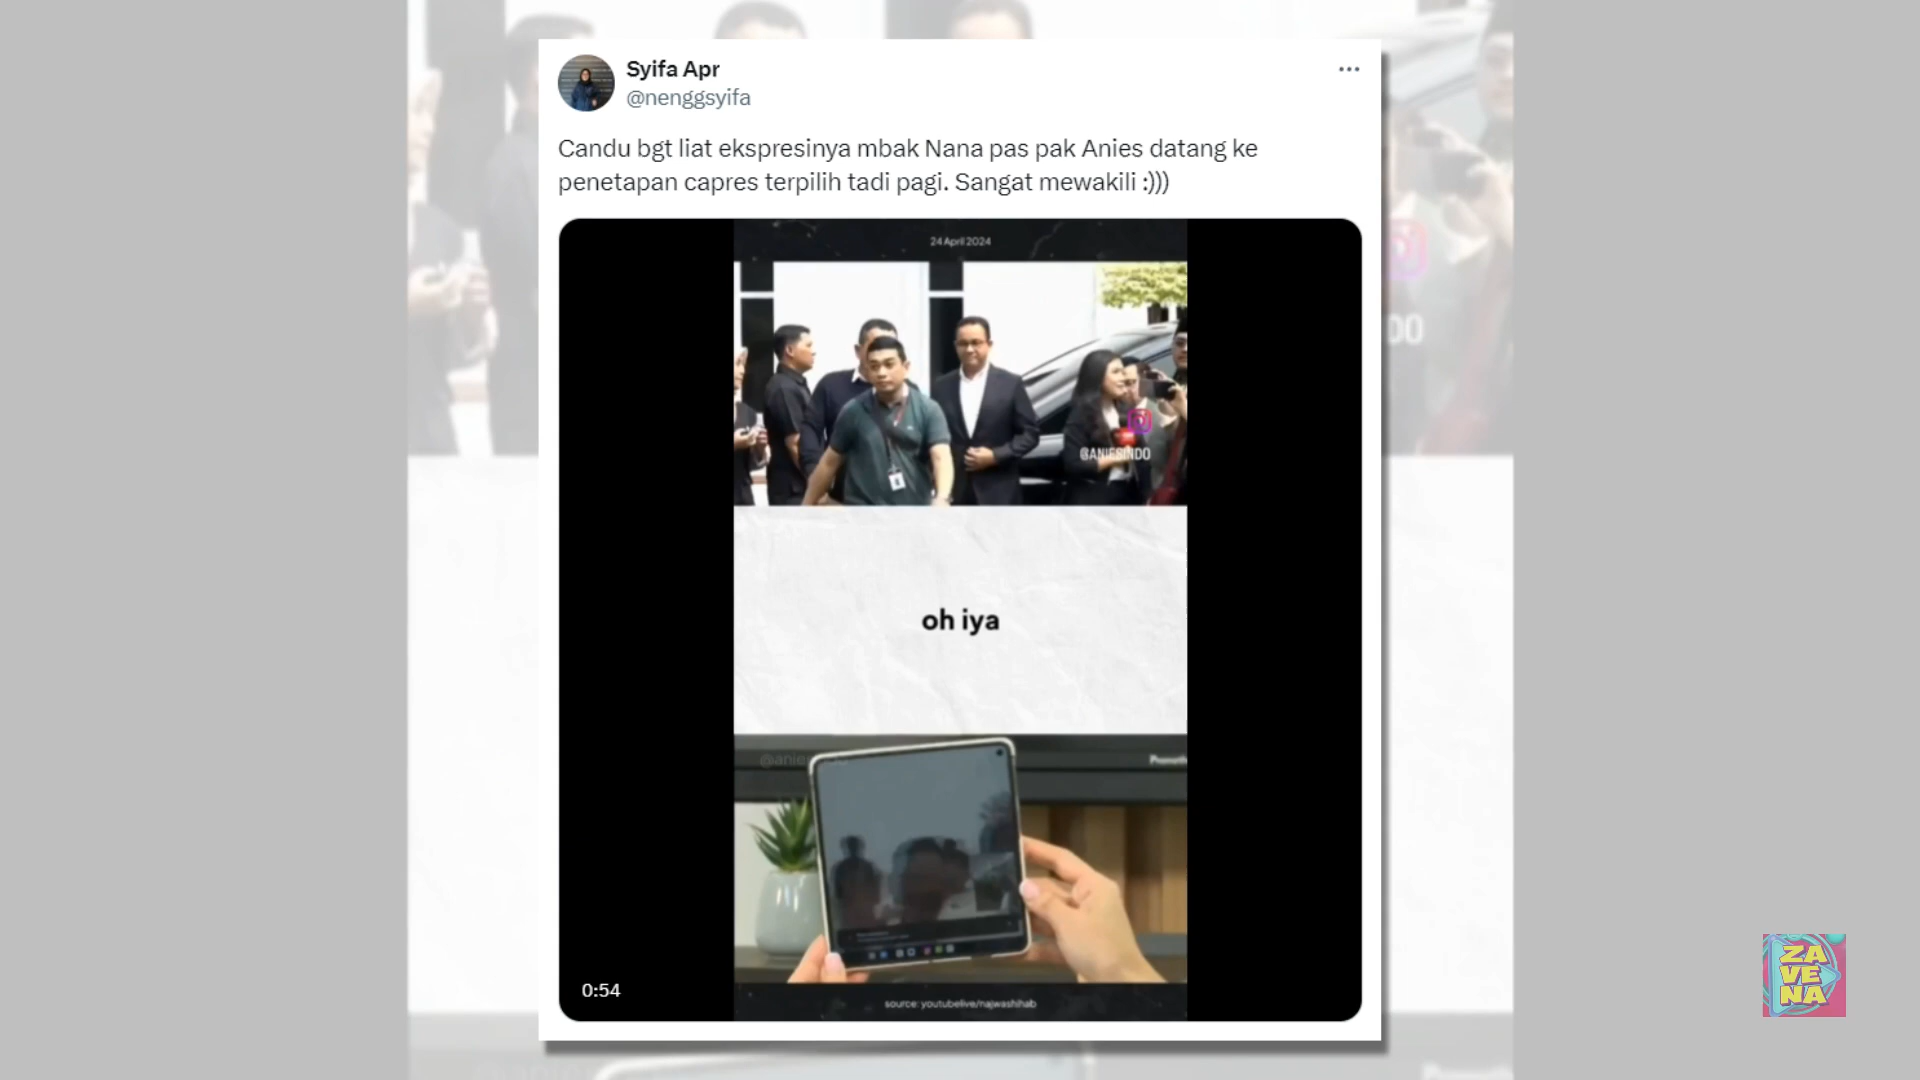 Syifa Apr
@nenggsyifa
Candu bgt liat ekspresinya mbak Nana pas pak Anies datang ke
penetapan capres terpilih tadi pagi. Sangat mewakili :)))
24 April 2024
@ANIESINDO
DO
oh iya
0:54
source: youtubelive/najwashihab
ZA
VE
NA